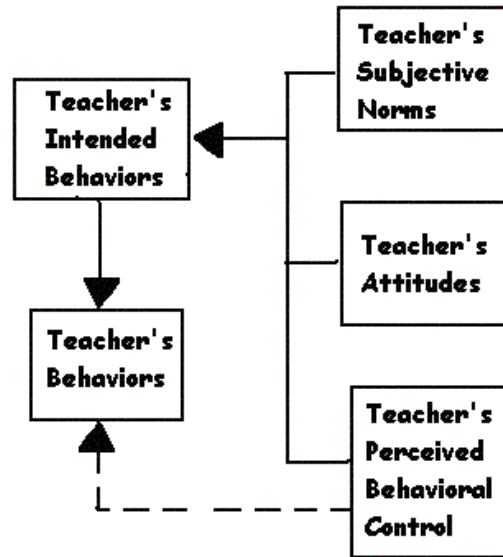 Teacher's
Subjective
Norms
Teacher's
Intended
Behaviors
Teacher's
Attitudes
Teacher's
Behaviors
Teacher's
Perceived
Behavioral
Control